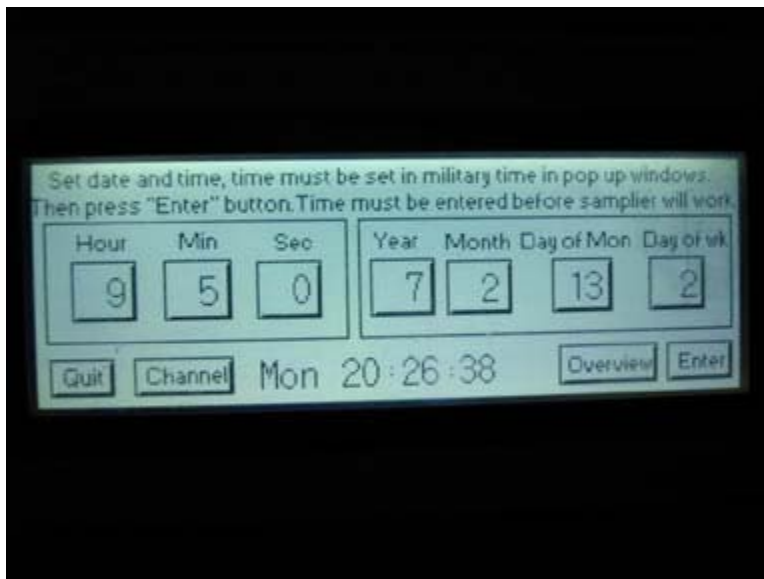 Set date and time, time must be set in military time in pop up windows.
Then press "Enter" button.Time must be entered before samplier will work.
Hour Min Sec Year Month Day of Mon Day of wk
9 5 0 7 2 13 2
Quit Channel Mon 20:26:38 Overview Enter